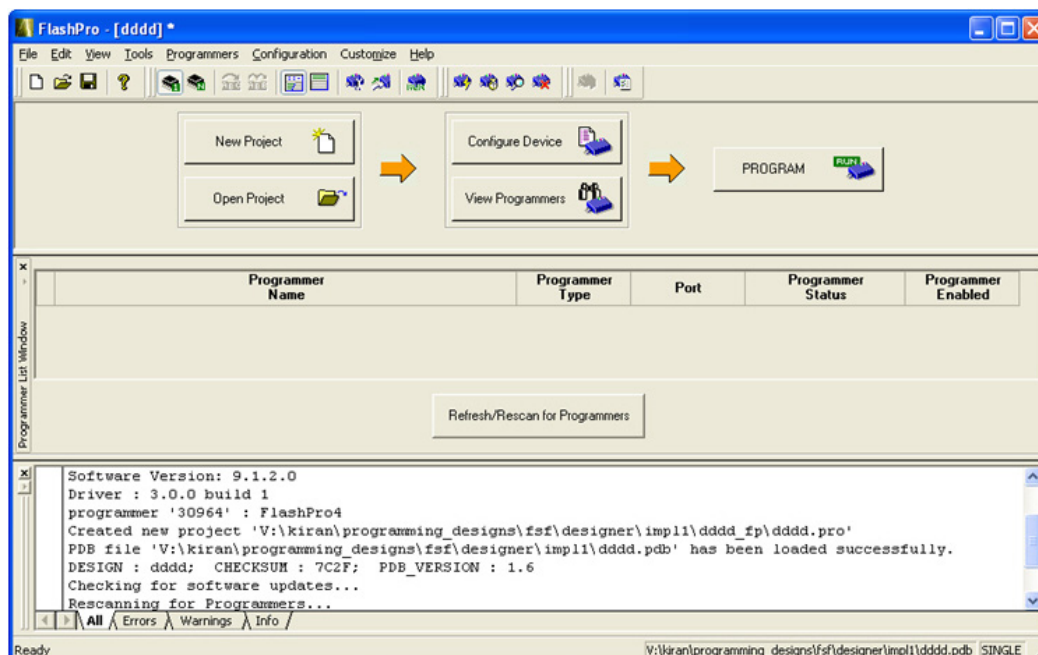 FlashPro - [dddd] *
File Edit View Tools Programmers Configuration Customize Help
New Project
Configure Device
PROGRAM
RUN
Open Project
View Programmers
Programmer List Window
Programmer Name
Programmer Type
Port
Programmer Status
Programmer Enabled
Refresh/Rescan for Programmers
Software Version: 9.1.2.0
Driver : 3.0.0 build 1
programmer '30964' : FlashPro4
Created new project 'V:\kiran\programming_designs\fsf\designer\impl1\dddd_fp\dddd.pro'
PDB file 'V:\kiran\programming_designs\fsf\designer\impl1\dddd.pdb' has been loaded successfully.
DESIGN : dddd; CHECKSUM : 7C2F; PDB_VERSION : 1.6
Checking for software updates...
Rescanning for Programmers...
All Errors Warnings Info
Ready
V:\kiran\programming_designs\fsf\designer\impl1\dddd.pdb SINGLE